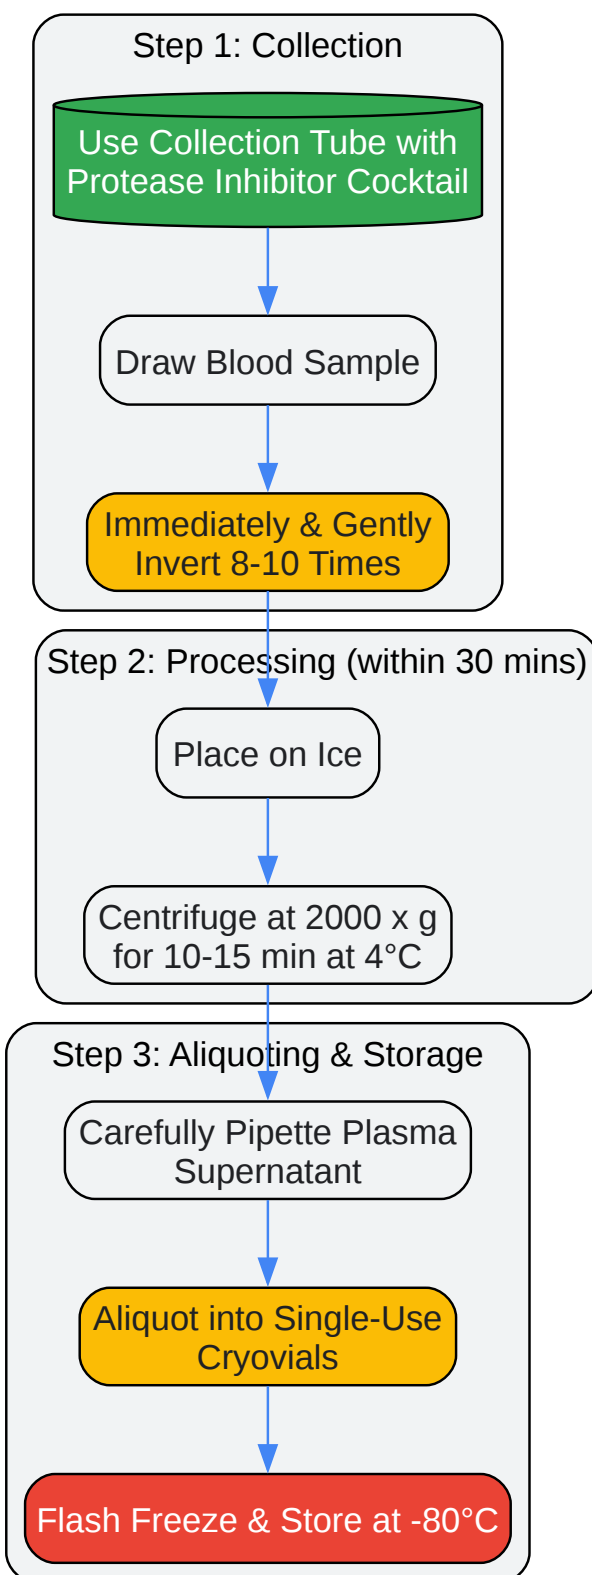 Step 1: Collection
Use Collection Tube with
Protease Inhibitor Cocktail
Draw Blood Sample
Immediately & Gently
Invert 8-10 Times
Step 2: Processing (within 30 mins)
Place on Ice
Centrifuge at 2000 x g
for 10-15 min at 4°C
Step 3: Aliquoting & Storage
Carefully Pipette Plasma
Supernatant
Aliquot into Single-Use
Cryovials
Flash Freeze & Store at -80°C